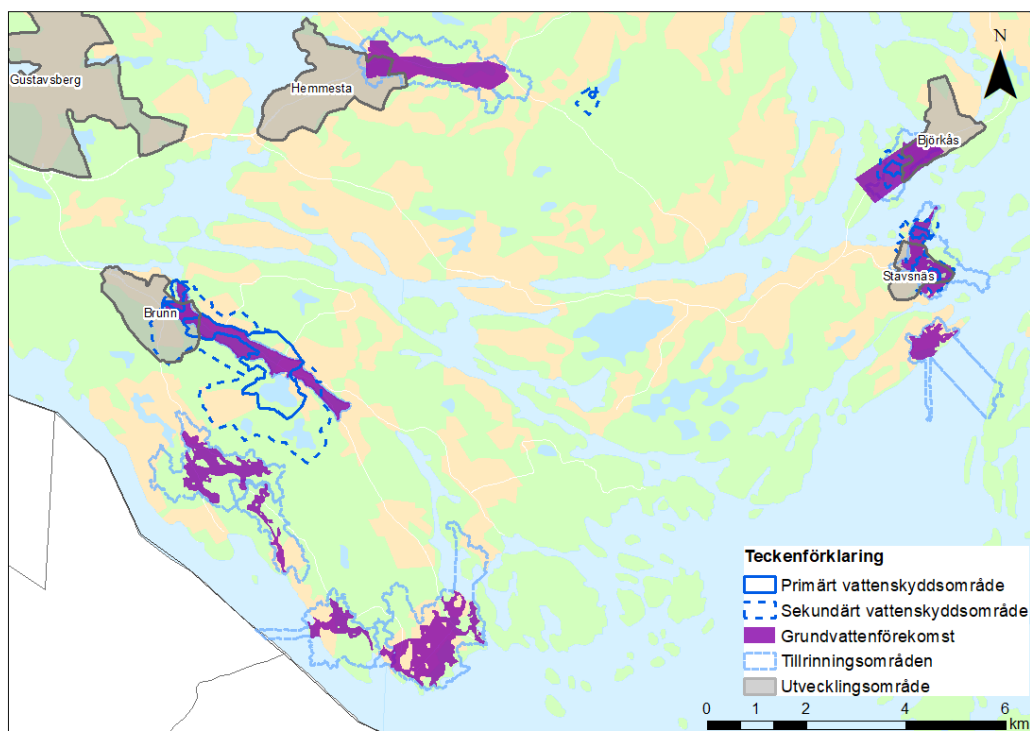 N
Gustavsberg
Hemmesta
Björkås
Stavsnäs
Brunn
Teckenförklaring
Primärt vattenskyddsområde
Sekundärt vattenskyddsområde
Grundvattenförekomst
Tillrinningsområden
Utvecklingsområde
0 1 2 4 6
km